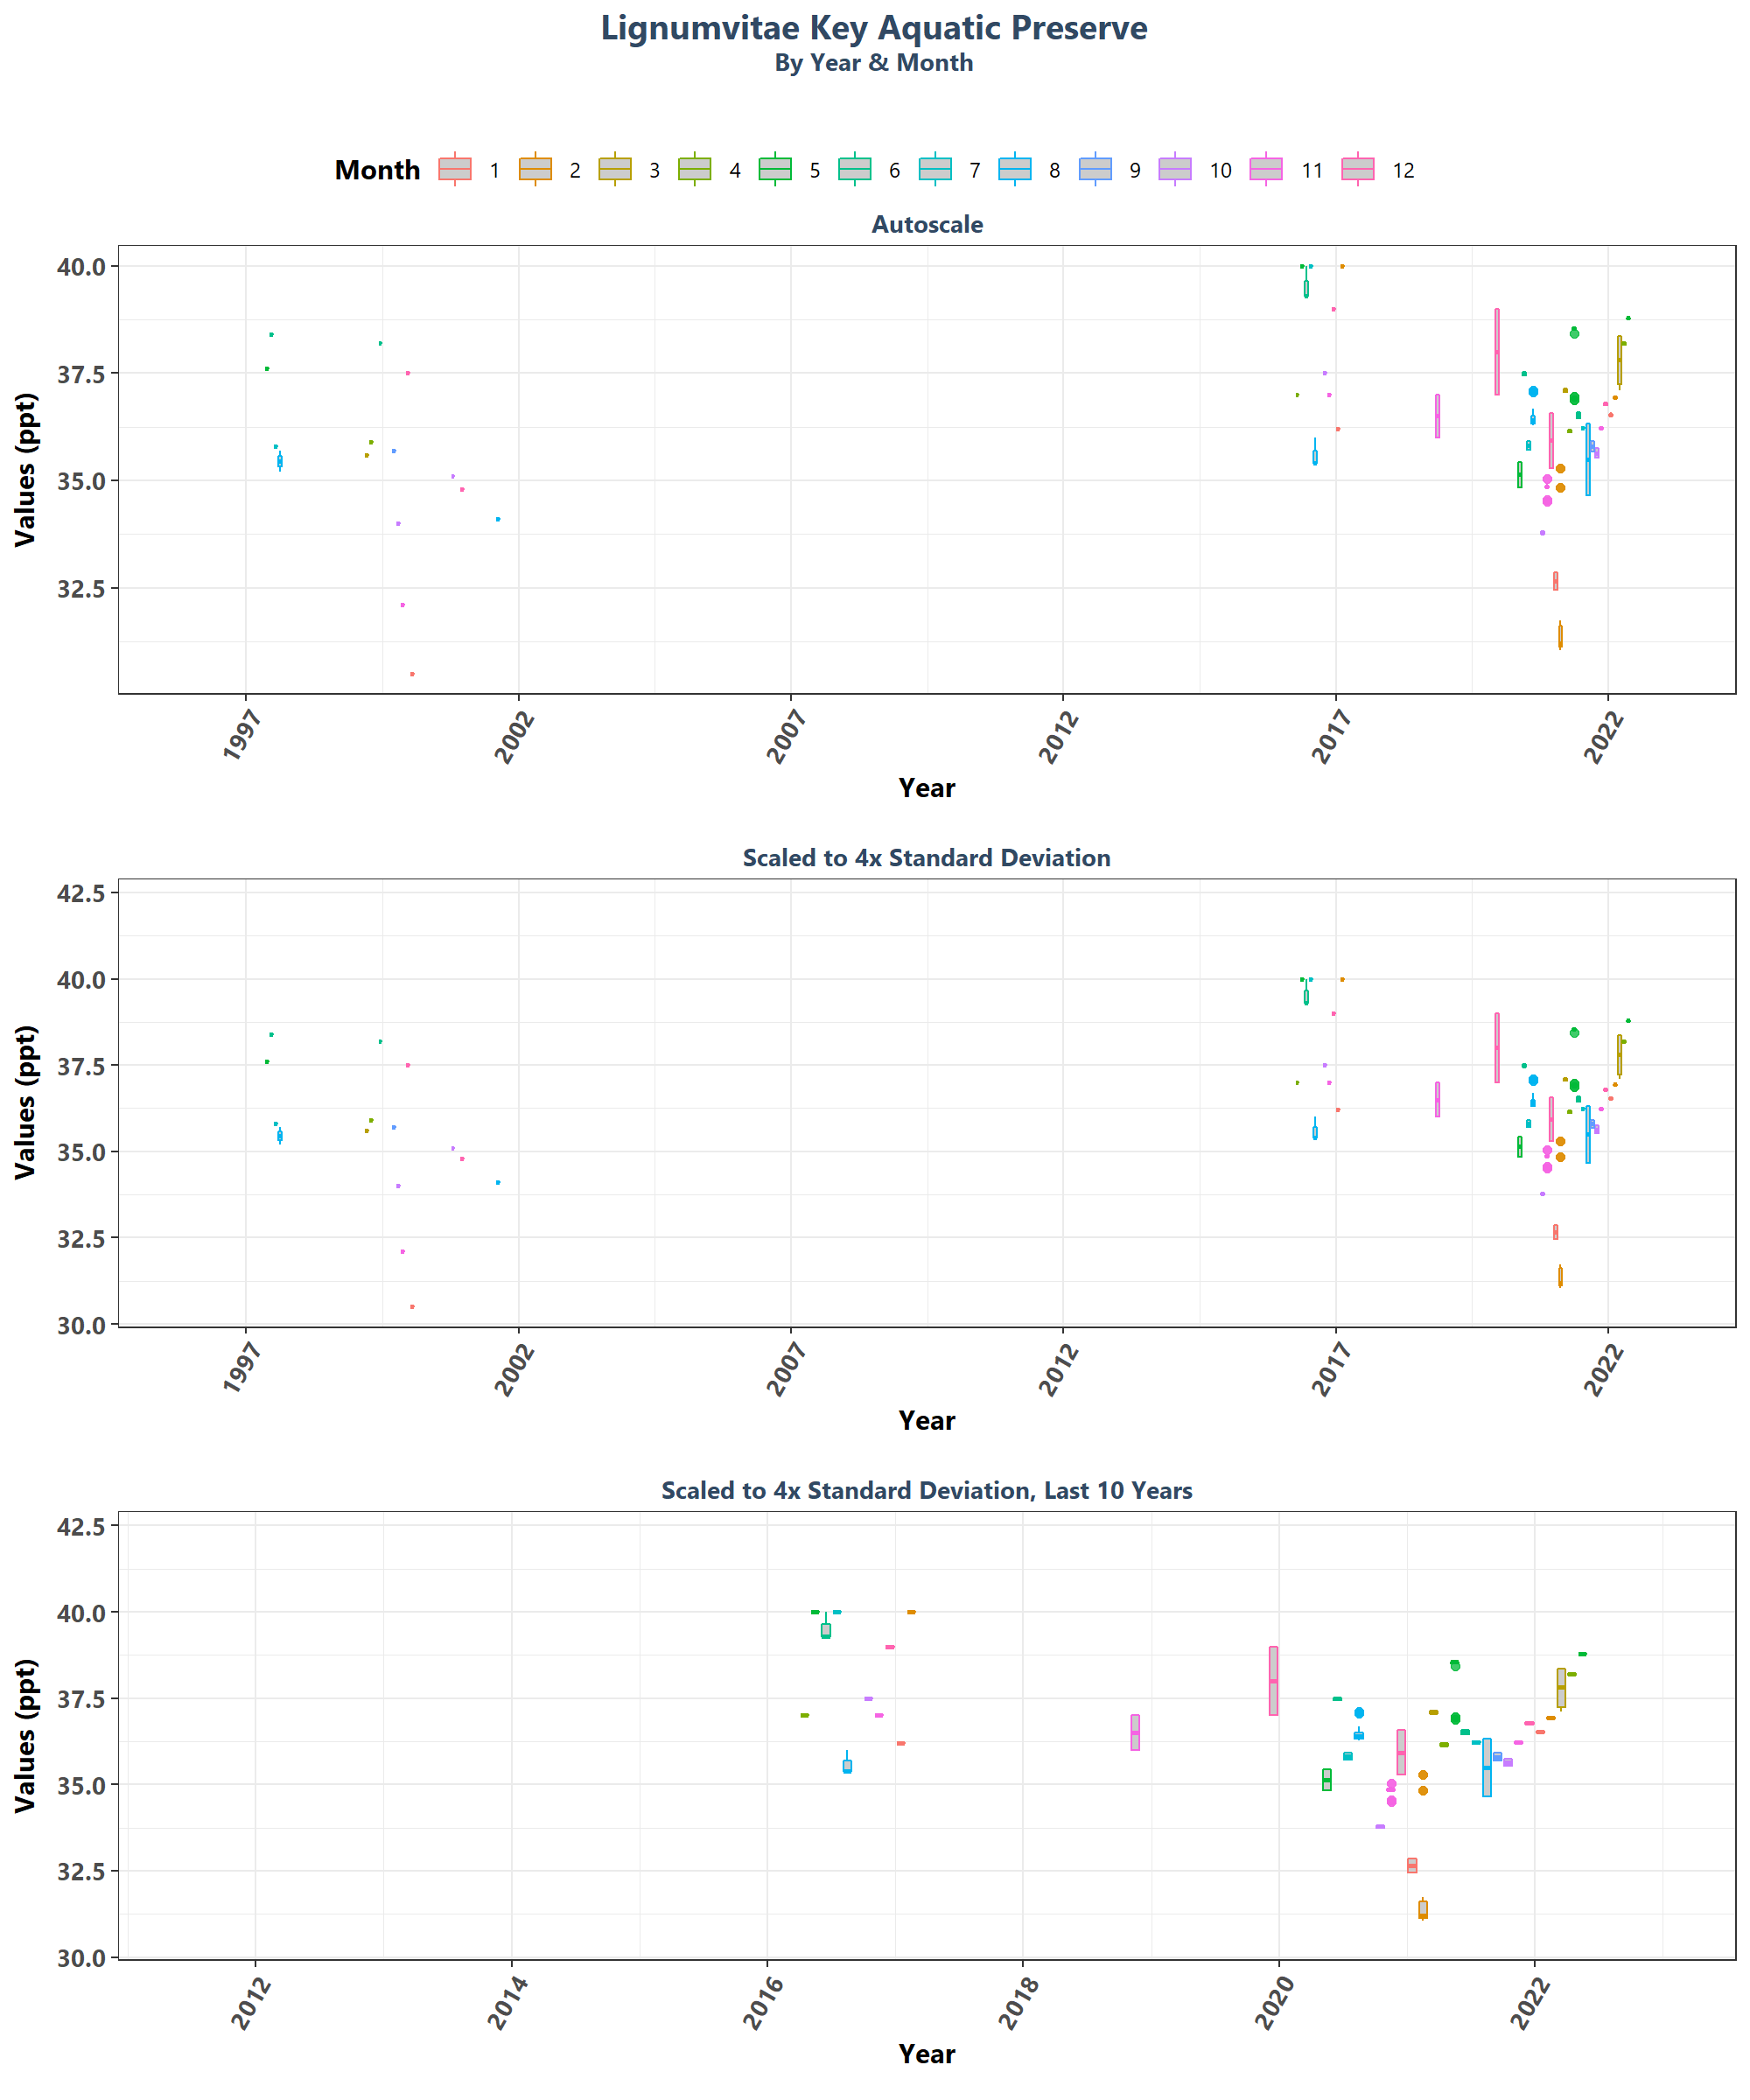 Lignumvitae Key Aquatic Preserve
By Year & Month
Month 1 2 3 4 5 6 7 8 9 10 11 12
Autoscale
Values (ppt)
40.0
37.5
35.0
32.5
1997 2002 2007 2012 2017 2022
Year
Scaled to 4x Standard Deviation
Values (ppt)
42.5
40.0
37.5
35.0
32.5
30.0
1997 2002 2007 2012 2017 2022
Year
Scaled to 4x Standard Deviation, Last 10 Years
Values (ppt)
42.5
40.0
37.5
35.0
32.5
30.0
2012 2014 2016 2018 2020 2022
Year